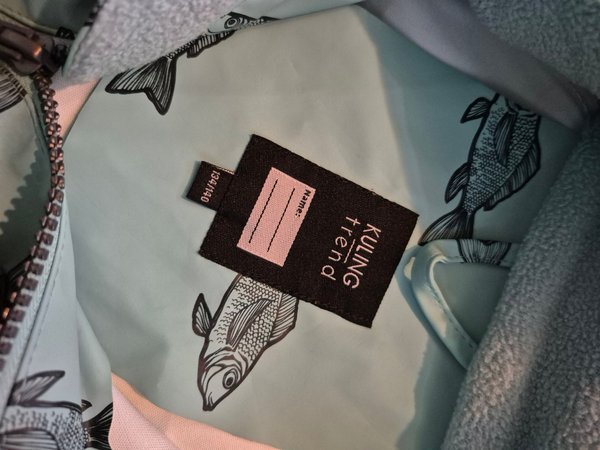 KULING
trend
Name:
134/140